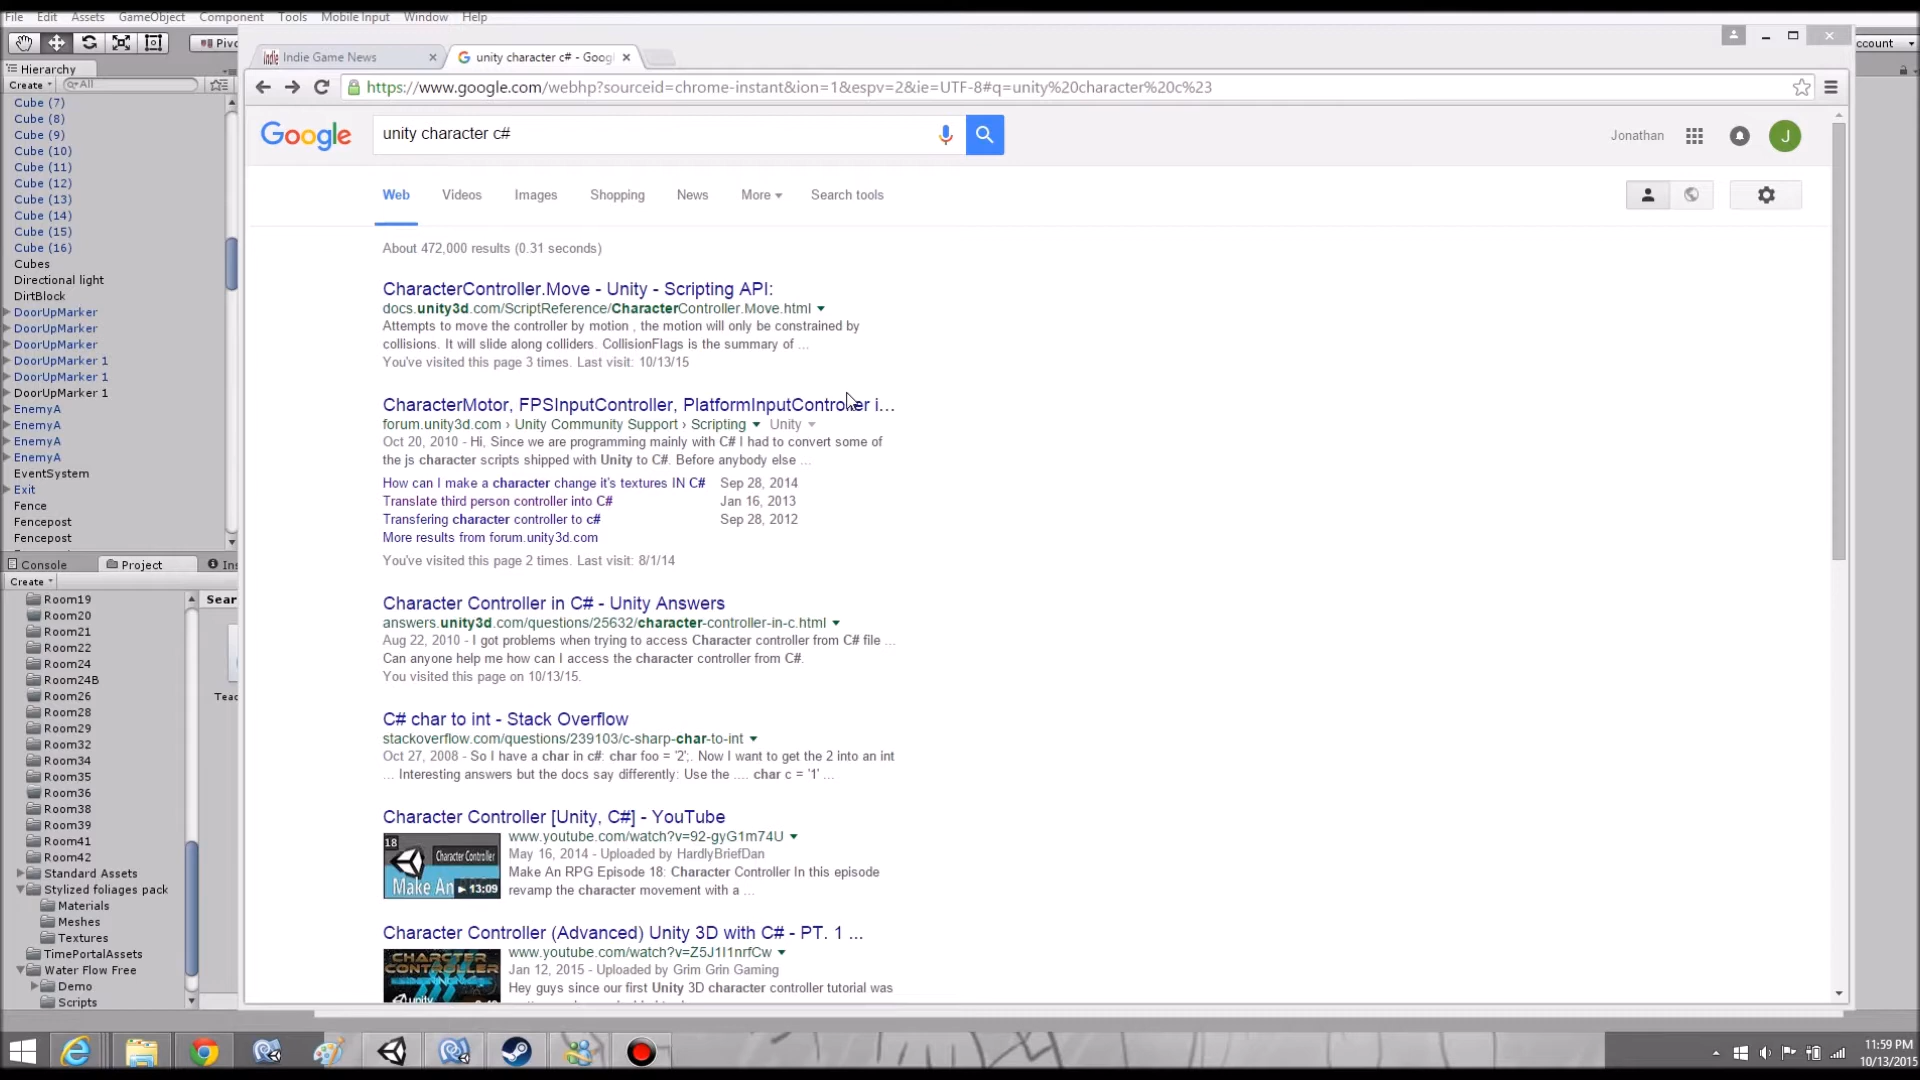 File Edit Assets GameObject Component Tools Mobile Input Window Help
Pivo
ccount
Hierarchy
Create All
Cube (7)
Cube (8)
Cube (9)
Cube (10)
Cube (11)
Cube (12)
Cube (13)
Cube (14)
Cube (15)
Cube (16)
Cubes
Directional light
DirtBlock
DoorUpMarker
DoorUpMarker
DoorUpMarker
DoorUpMarker 1
DoorUpMarker 1
DoorUpMarker 1
EnemyA
EnemyA
EnemyA
EnemyA
EventSystem
Exit
Fence
Fencepost
Fencepost
Console Project Ins
Create
Room19
Room20
Room21
Room22
Room24
Room24B
Room26
Room28
Room29
Room32
Room34
Room35
Room36
Room38
Room39
Room41
Room42
Standard Assets
Stylized foliages pack
Materials
Meshes
Textures
TimePortalAssets
Water Flow Free
Demo
Scripts
Sear
Teac
Indie Game News
unity character c# - Goog
https://www.google.com/webhp?sourceid=chrome-instant&ion=1&espv=2&ie=UTF-8#q=unity%20character%20c%23
Google unity character c#
Jonathan J
Web Videos Images Shopping News More Search tools
About 472,000 results (0.31 seconds)
CharacterController.Move - Unity - Scripting API:
docs.unity3d.com/ScriptReference/CharacterController.Move.html
Attempts to move the controller by motion , the motion will only be constrained by
collisions. It will slide along colliders. CollisionFlags is the summary of ...
You've visited this page 3 times. Last visit: 10/13/15
CharacterMotor, FPSInputController, PlatformInputController i...
forum.unity3d.com › Unity Community Support › Scripting Unity
Oct 20, 2010 - Hi, Since we are programming mainly with C# I had to convert some of
the js character scripts shipped with Unity to C#. Before anybody else ...
How can I make a character change it's textures IN C# Sep 28, 2014
Translate third person controller into C# Jan 16, 2013
Transfering character controller to c# Sep 28, 2012
More results from forum.unity3d.com
You've visited this page 2 times. Last visit: 8/1/14
Character Controller in C# - Unity Answers
answers.unity3d.com/questions/25632/character-controller-in-c.html
Aug 22, 2010 - I got problems when trying to access Character controller from C# file ...
Can anyone help me how can I access the character controller from C#.
You visited this page on 10/13/15.
C# char to int - Stack Overflow
stackoverflow.com/questions/239103/c-sharp-char-to-int
Oct 27, 2008 - So I have a char in c#: char foo = '2';. Now I want to get the 2 into an int
... Interesting answers but the docs say differently: Use the .... char c = '1' ...
Character Controller [Unity, C#] - YouTube
18
Character Controller
Make An
13:09
www.youtube.com/watch?v=92-gyG1m74U
May 16, 2014 - Uploaded by HardlyBriefDan
Make An RPG Episode 18: Character Controller In this episode
revamp the character movement with a ...
Character Controller (Advanced) Unity 3D with C# - PT. 1 ...
CHARCTER
CONTROLLER
unity
www.youtube.com/watch?v=Z5J1I1nrfCw
Jan 12, 2015 - Uploaded by Grim Grin Gaming
Hey guys since our first Unity 3D character controller tutorial was
11:59 PM
10/13/2015